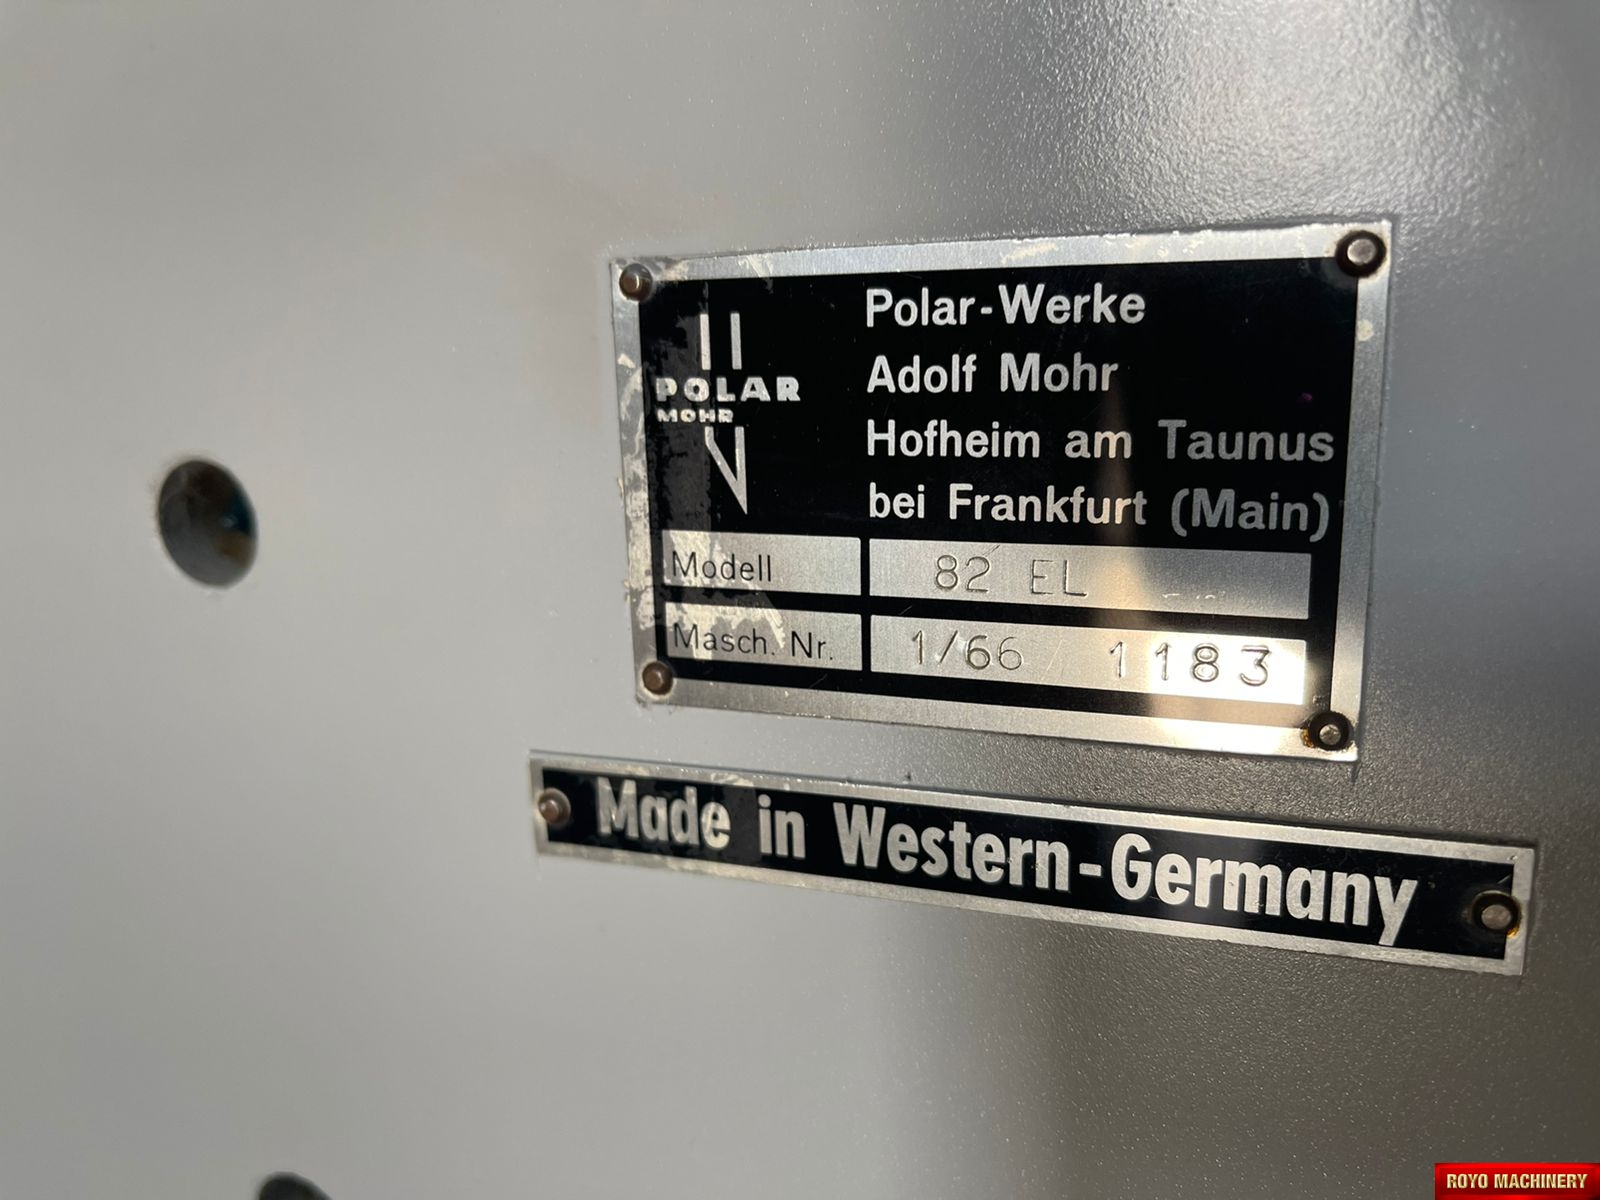 POLAR
MOHR
Polar-Werke
Adolf Mohr
Hofheim am Taunus
bei Frankfurt (Main)
Modell 82 EL
Masch. Nr. 1/66 1183
Made in Western-Germany
ROYO MACHINERY